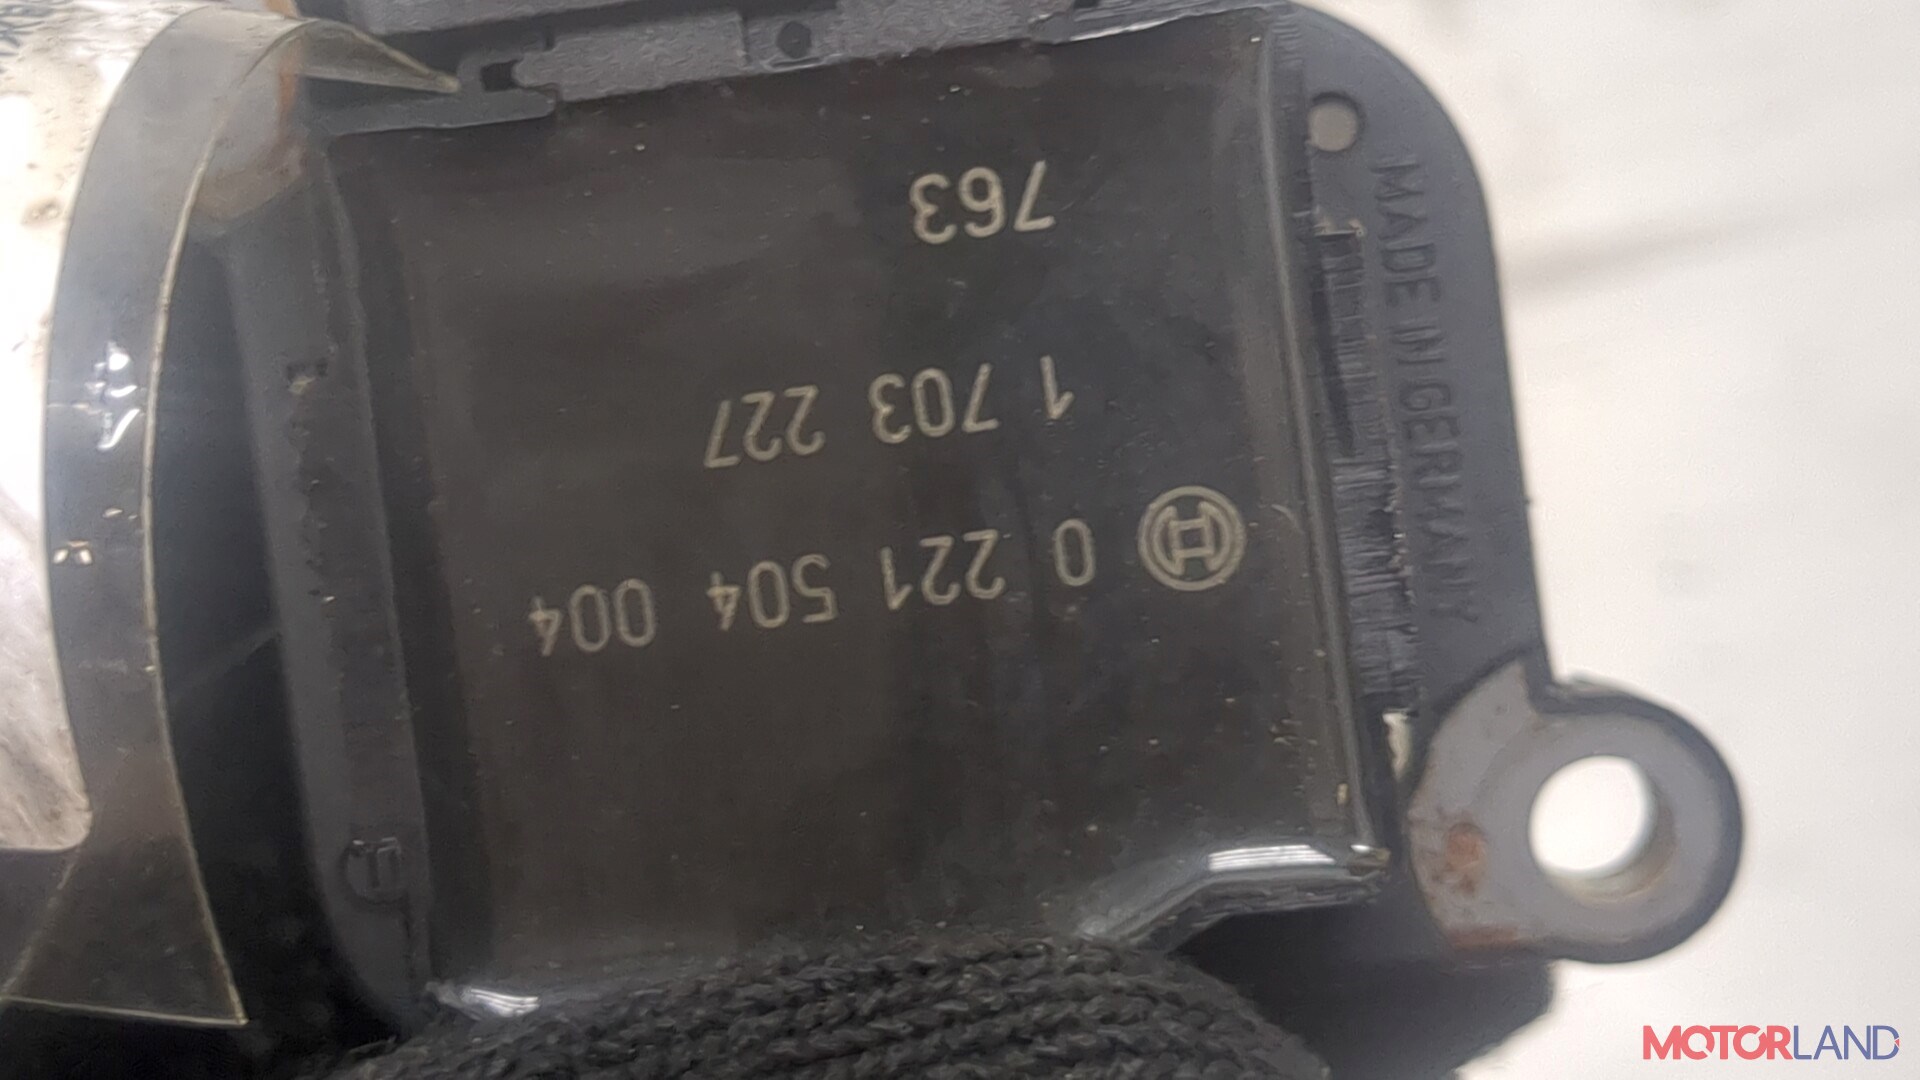 0 221 504 004
1 703 227
763
MADE IN GERMANY
MOTORLAND